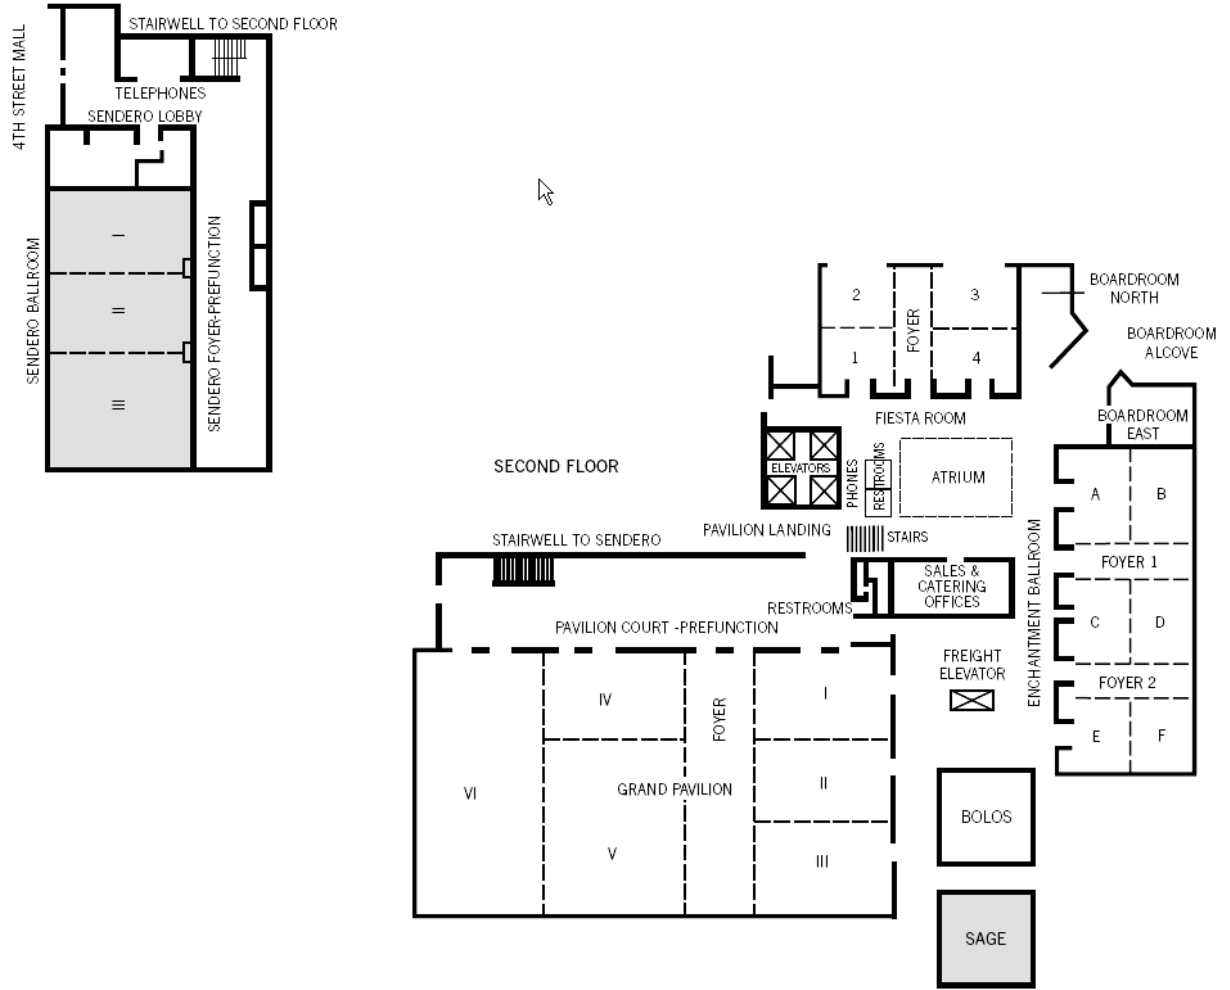 STAIRWELL TO SECOND FLOOR
4TH STREET MALL
TELEPHONES
SENDERO LOBBY
SENDERO BALLROOM
I
II
III
SENDERO FOYER-PREFUNCTION
SECOND FLOOR
2
3
FOYER
1
4
FIESTA ROOM
BOARDROOM
NORTH
BOARDROOM
ALCOVE
BOARDROOM
EAST
ELEVATORS
PHONES
RESTROOMS
ATRIUM
PAVILION LANDING
STAIRS
STAIRWELL TO SENDERO
SALES &
CATERING
OFFICES
RESTROOMS
PAVILION COURT -PREFUNCTION
ENCHANTMENT BALLROOM
A
B
FOYER 1
C
D
FOYER 2
E
F
FREIGHT
ELEVATOR
IV
FOYER
I
VI
GRAND PAVILION
II
V
III
BOLOS
SAGE